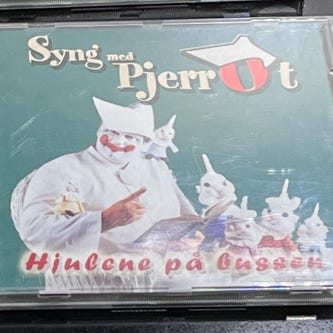 Syng med
Pjerrot
Hjulene på bussen